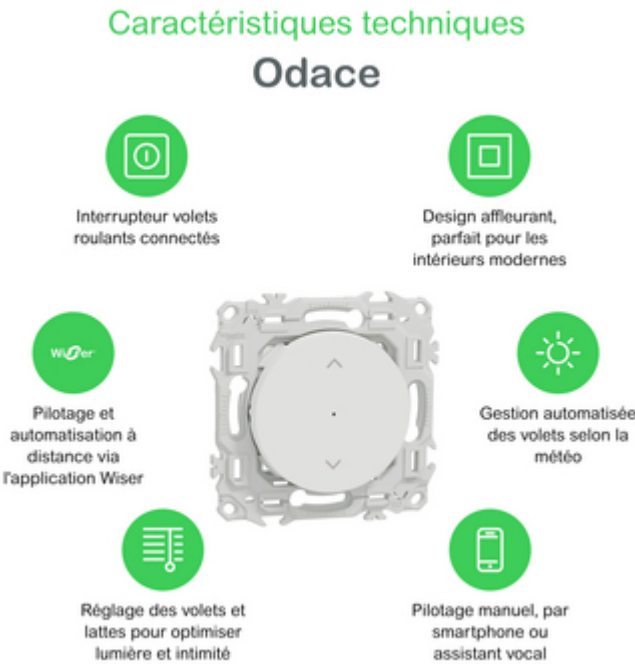 Caractéristiques techniques
Odace
Interrupteur volets
roulants connectés
Design affleurant,
parfait pour les
intérieurs modernes
Wiser
Pilotage et
automatisation à
distance via
l'application Wiser
Gestion automatisée
des volets selon la
météo
Réglage des volets et
lattes pour optimiser
lumière et intimité
Pilotage manuel, par
smartphone ou
assistant vocal